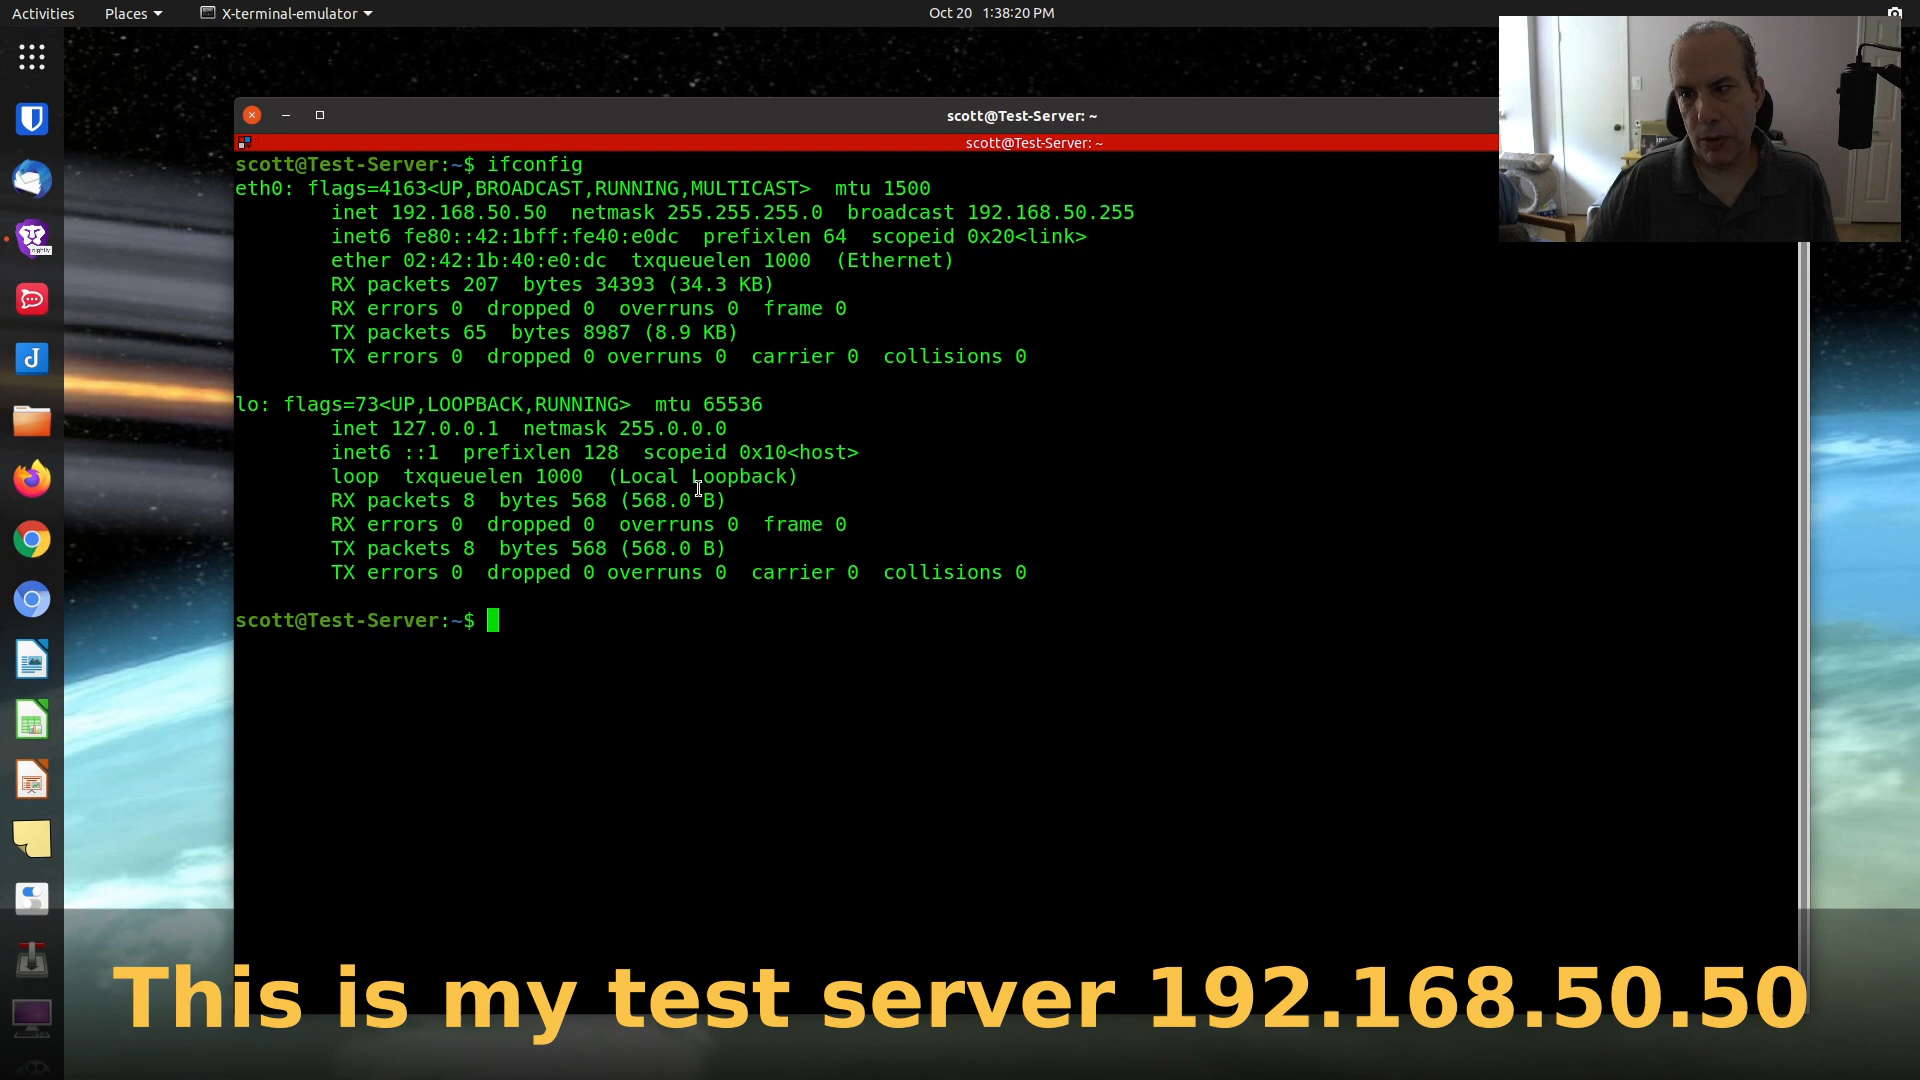 Activities Places X-terminal-emulator Oct 20 1:38:20 PM
scott@Test-Server: ~
scott@Test-Server: ~
scott@Test-Server:~$ ifconfig
eth0: flags=4163<UP,BROADCAST,RUNNING,MULTICAST>  mtu 1500
        inet 192.168.50.50  netmask 255.255.255.0  broadcast 192.168.50.255
        inet6 fe80::42:1bff:fe40:e0dc  prefixlen 64  scopeid 0x20<link>
        ether 02:42:1b:40:e0:dc  txqueuelen 1000  (Ethernet)
        RX packets 207  bytes 34393 (34.3 KB)
        RX errors 0  dropped 0  overruns 0  frame 0
        TX packets 65  bytes 8987 (8.9 KB)
        TX errors 0  dropped 0 overruns 0  carrier 0  collisions 0
lo: flags=73<UP,LOOPBACK,RUNNING>  mtu 65536
        inet 127.0.0.1  netmask 255.0.0.0
        inet6 ::1  prefixlen 128  scopeid 0x10<host>
        loop  txqueuelen 1000  (Local Loopback)
        RX packets 8  bytes 568 (568.0 B)
        RX errors 0  dropped 0  overruns 0  frame 0
        TX packets 8  bytes 568 (568.0 B)
        TX errors 0  dropped 0 overruns 0  carrier 0  collisions 0
scott@Test-Server:~$
nightly
This is my test server 192.168.50.50